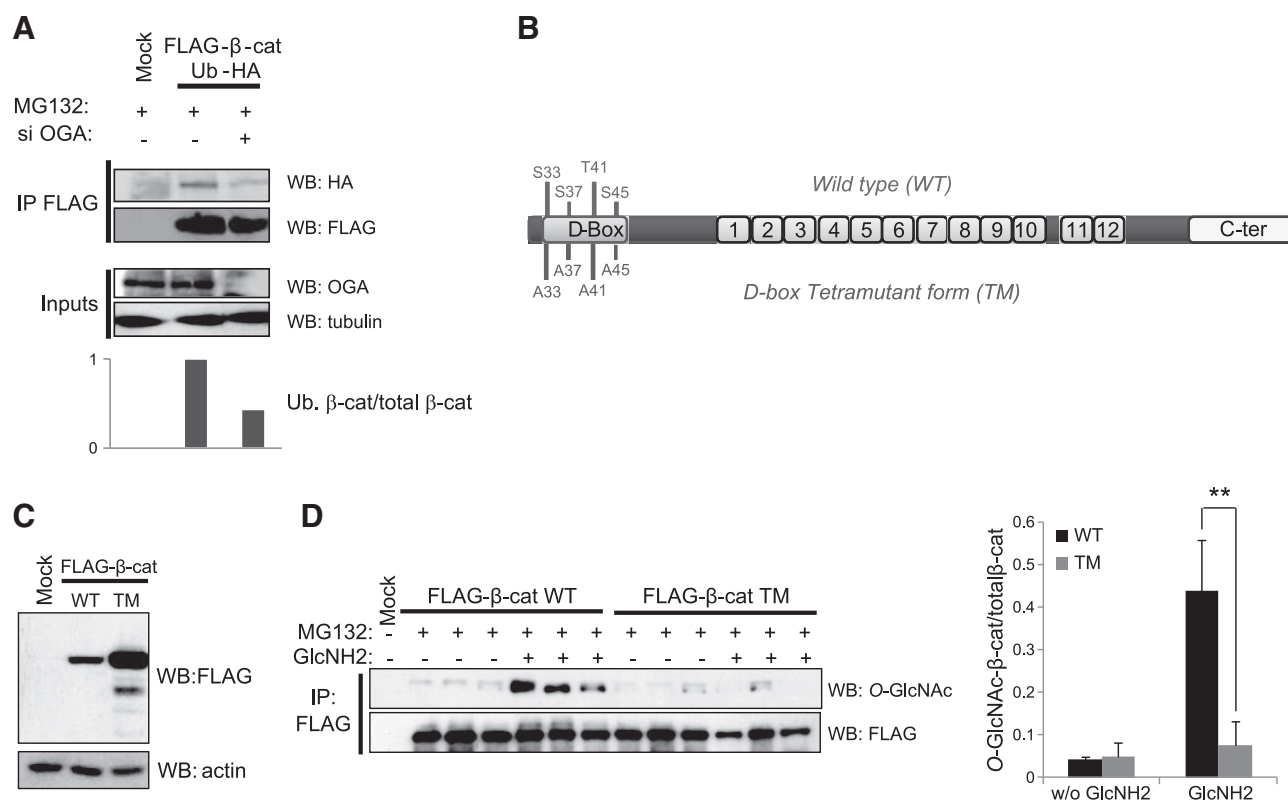 A
Mock
FLAG-β-cat
Ub -HA
MG132: + + +
si OGA: - - +
IP FLAG
WB: HA
WB: FLAG
Inputs
WB: OGA
WB: tubulin
1
0
Ub. β-cat/total β-cat
B
S33 S37 T41 S45
Wild type (WT)
D-Box 1 2 3 4 5 6 7 8 9 10 11 12 C-ter
A33 A37 A41 A45
D-box Tetramutant form (TM)
C
Mock
FLAG-β-cat
WT TM
WB:FLAG
WB: actin
D
Mock
FLAG-β-cat WT FLAG-β-cat TM
MG132: - + + + + + + + + + + + +
GlcNH2: - - - - + + + - - - + + +
IP:
FLAG
WB: O-GlcNAc
WB: FLAG
O-GlcNAc-β-cat/totalβ-cat
0.6
0.5
0.4
0.3
0.2
0.1
0
WT
TM
**
w/o GlcNH2 GlcNH2